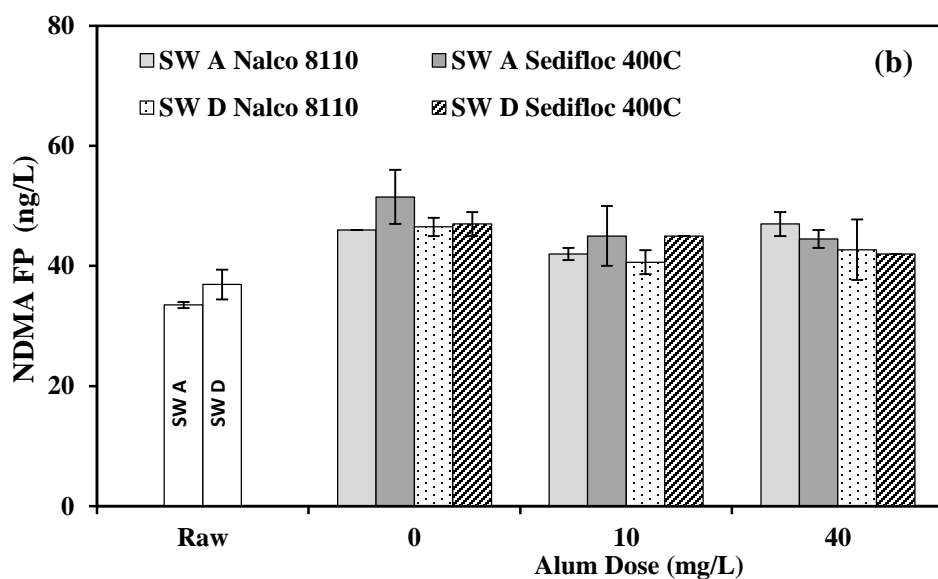 80
60
40
20
0
NDMA FP (ng/L)
SW A Nalco 8110
SW A Sedifloc 400C
SW D Nalco 8110
SW D Sedifloc 400C
(b)
SW A
SW D
Raw
0
10
40
Alum Dose (mg/L)